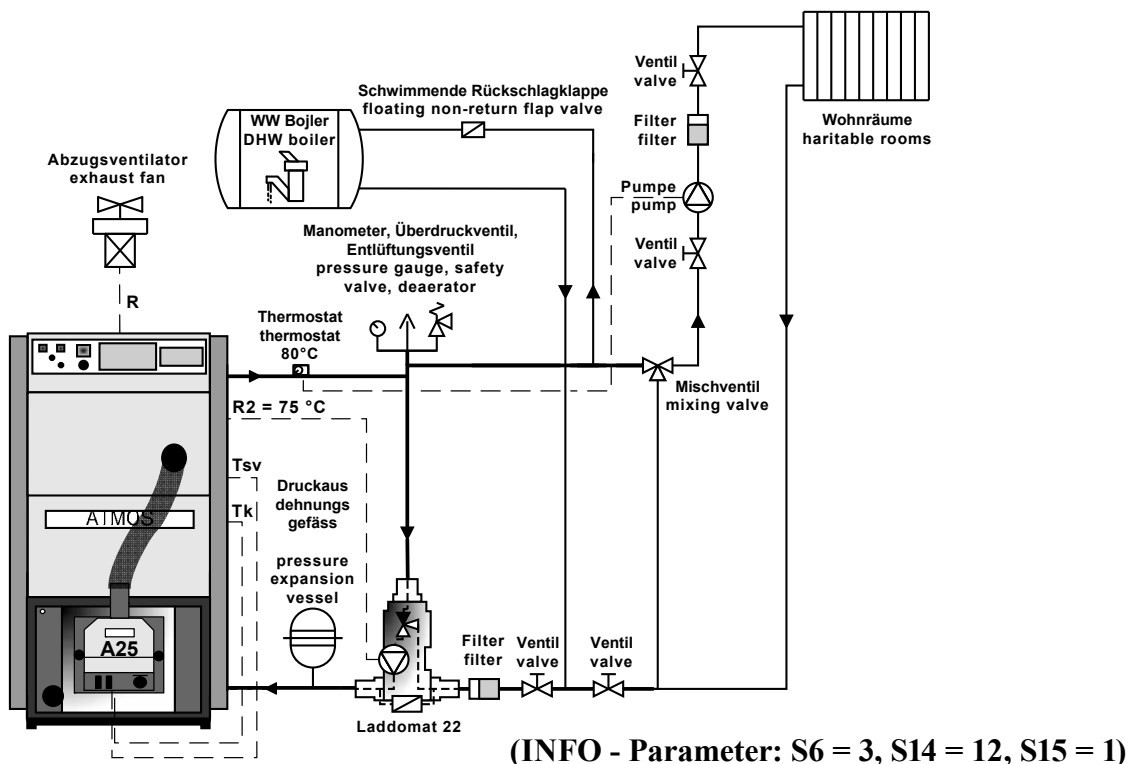 Ventil
valve
Schwimmende Rückschlagklappe
floating non-return flap valve
WW Bojler
DHW boiler
Filter
filter
Wohnräume
haritable rooms
Abzugsventilator
exhaust fan
Pumpe
pump
Manometer, Überdruckventil,
Entlüftungsventil
pressure gauge, safety
valve, deaerator
Ventil
valve
R
Thermostat
thermostat
80°C
Mischventil
mixing valve
R2 = 75 °C
Tsv
Tk
Druckaus
dehnungs
gefäss
ATMOS
pressure
expansion
vessel
A25
Filter
filter
Ventil
valve
Ventil
valve
Laddomat 22
(INFO - Parameter: S6 = 3, S14 = 12, S15 = 1)